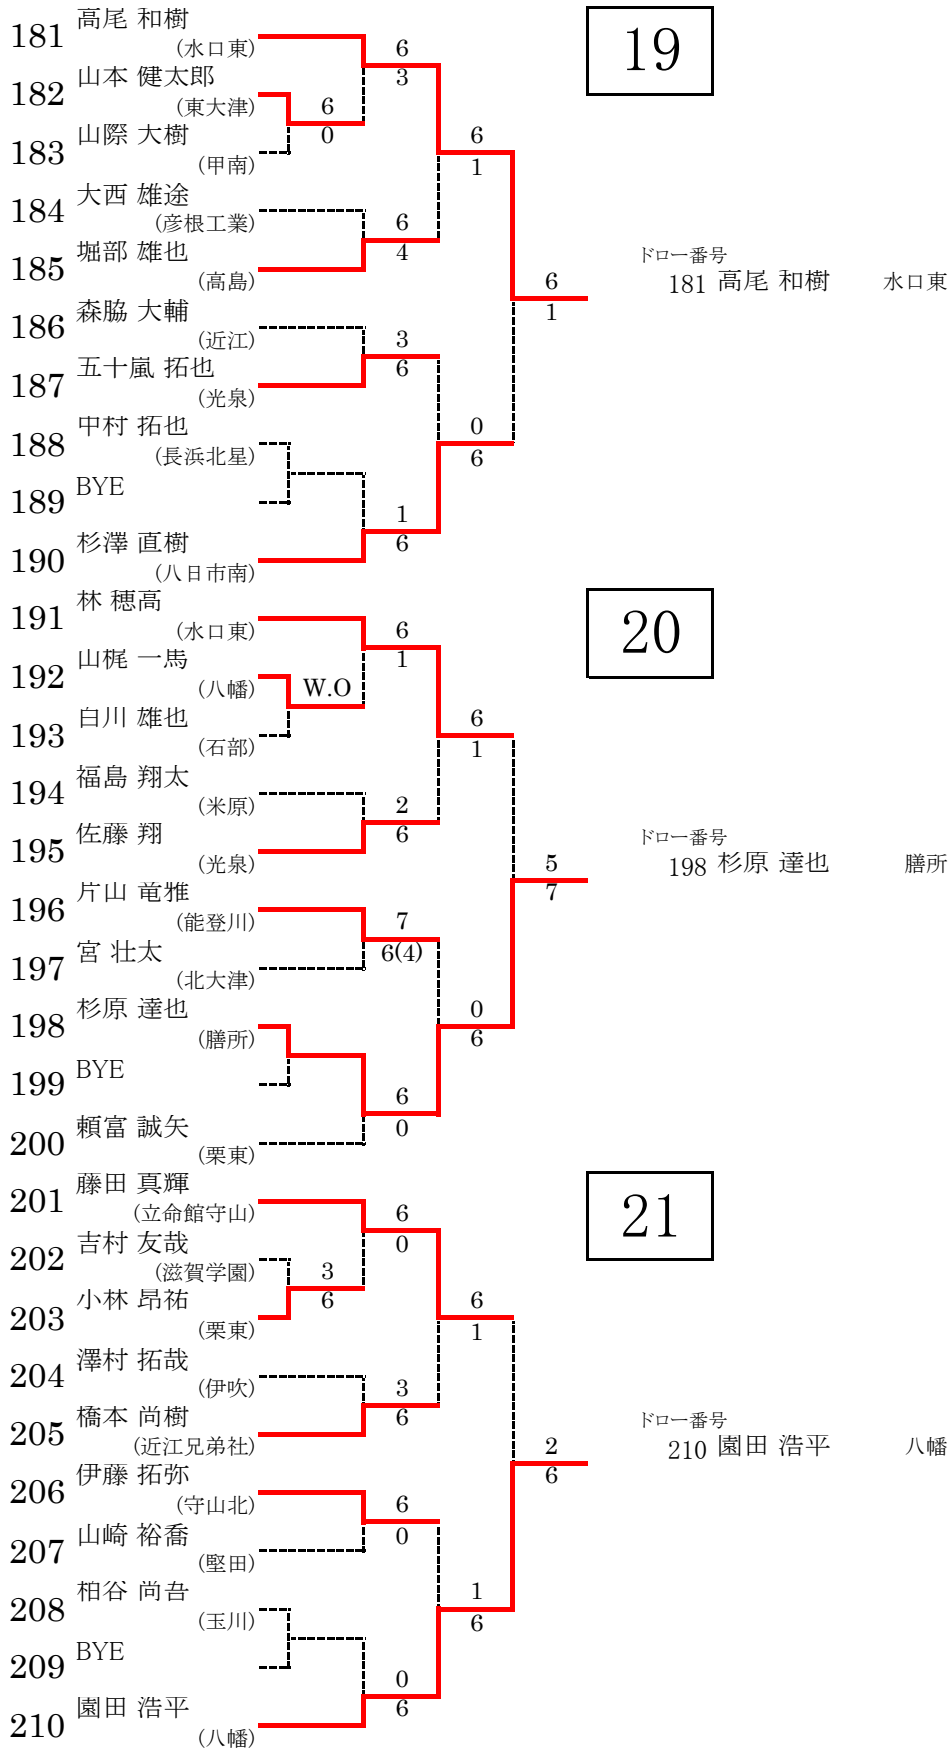 高尾 和樹
181
(水口東)
6
3
19
山本 健太郎
182
(東大津)
6
0
山際 大樹
183
(甲南)
6
1
大西 雄途
184
(彦根工業)
6
4
堀部 雄也
185
(高島)
6
1
ドロー番号
181 高尾 和樹 水口東
森脇 大輔
186
(近江)
3
6
五十嵐 拓也
187
(光泉)
中村 拓也
188
(長浜北星)
0
6
189 BYE
1
6
杉澤 直樹
190
(八日市南)
林 穂高
191
(水口東)
6
1
20
山梶 一馬
192
(八幡)
W.O
白川 雄也
193
(石部)
6
1
福島 翔太
194
(米原)
2
6
佐藤 翔
195
(光泉)
5
7
ドロー番号
198 杉原 達也 膳所
片山 竜雅
196
(能登川)
7
6(4)
宮 壮太
197
(北大津)
杉原 達也
198
(膳所)
0
6
199 BYE
6
0
頼富 誠矢
200
(栗東)
藤田 真輝
201
(立命館守山)
6
0
21
吉村 友哉
202
(滋賀学園)
3
6
小林 昂祐
203
(栗東)
6
1
澤村 拓哉
204
(伊吹)
3
6
橋本 尚樹
205
(近江兄弟社)
2
6
ドロー番号
210 園田 浩平 八幡
伊藤 拓弥
206
(守山北)
6
0
山崎 裕喬
207
(堅田)
柏谷 尚吾
208
(玉川)
1
6
209 BYE
0
6
園田 浩平
210
(八幡)